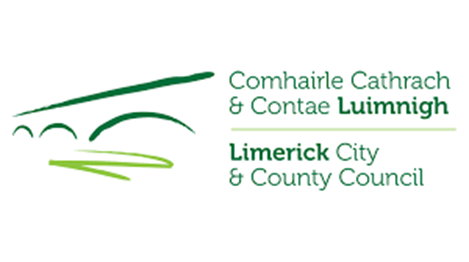 Comhairle Cathrach
& Contae Luimnigh
Limerick City
& County Council